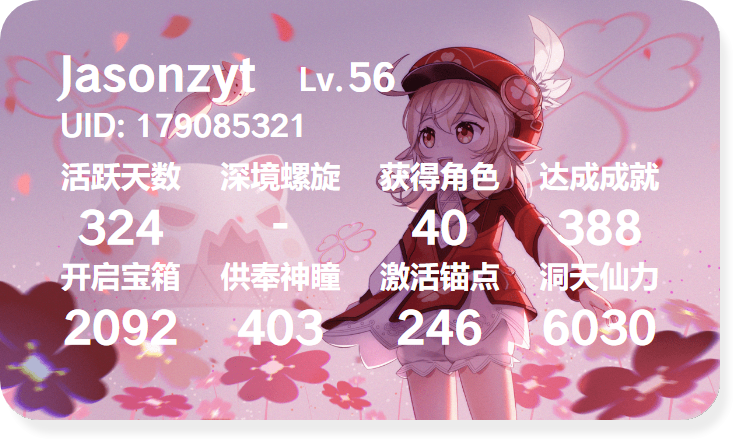 Jasonzyt Lv.56
UID: 179085321
活跃天数 深境螺旋 获得角色 达成成就
324 - 40 388
开启宝箱 供奉神瞳 激活锚点 洞天仙力
2092 403 246 6030